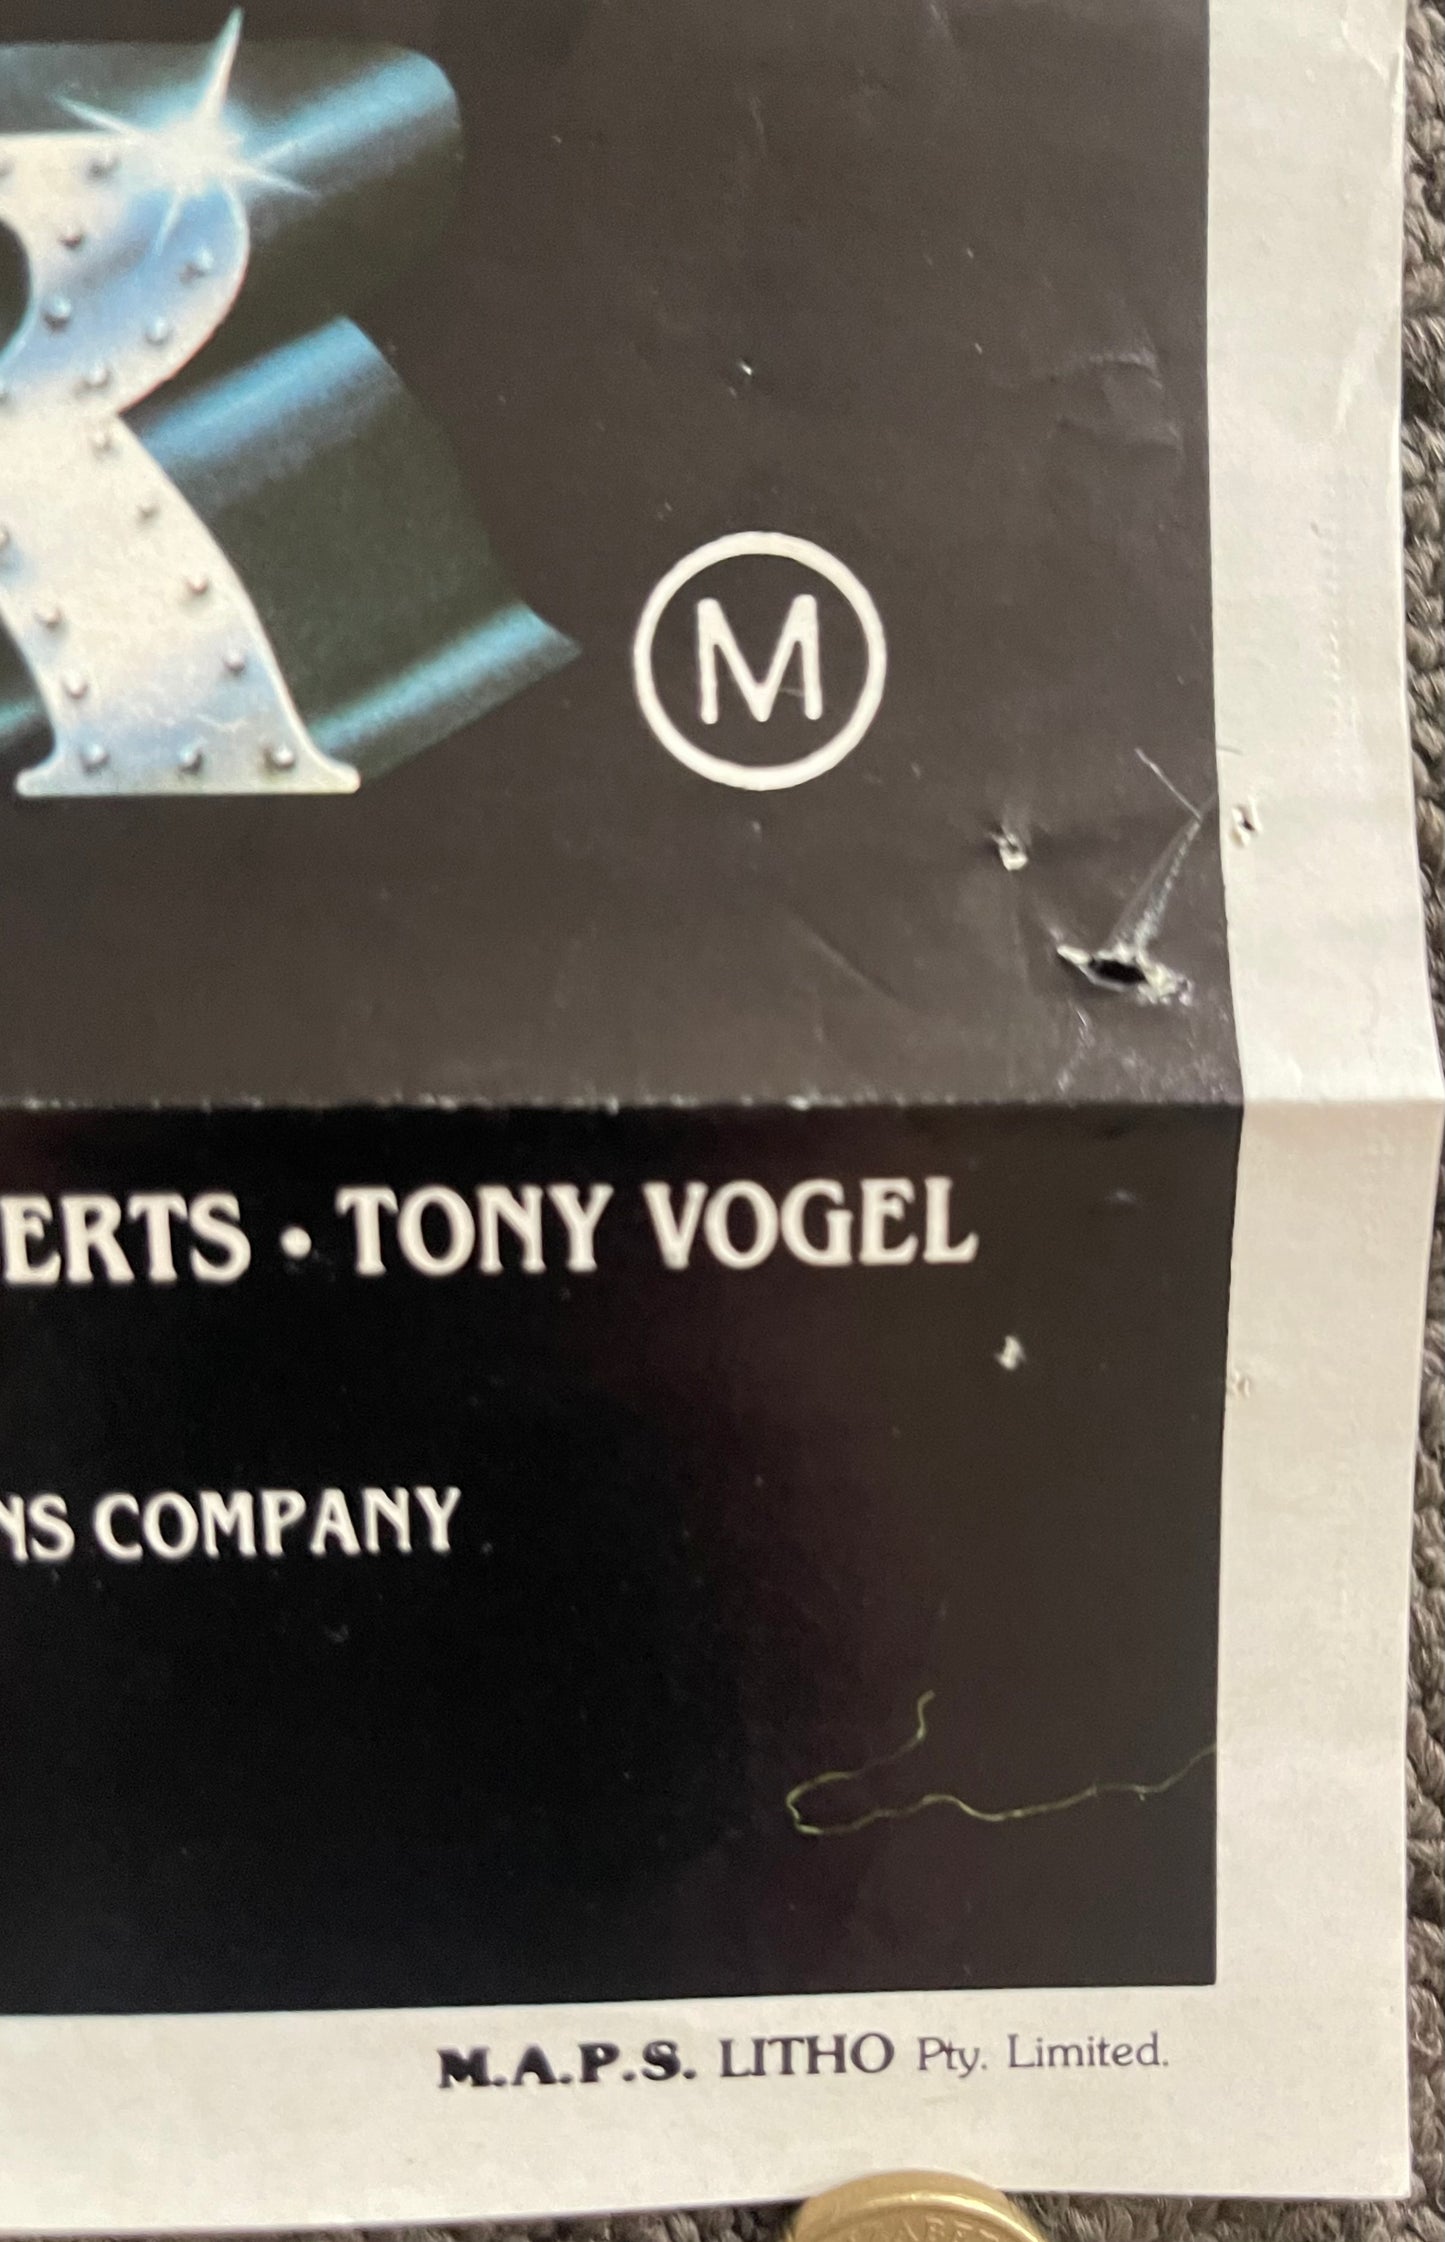 R
M
ERTS • TONY VOGEL
NS COMPANY
M.A.P.S. LITHO Pty. Limited.